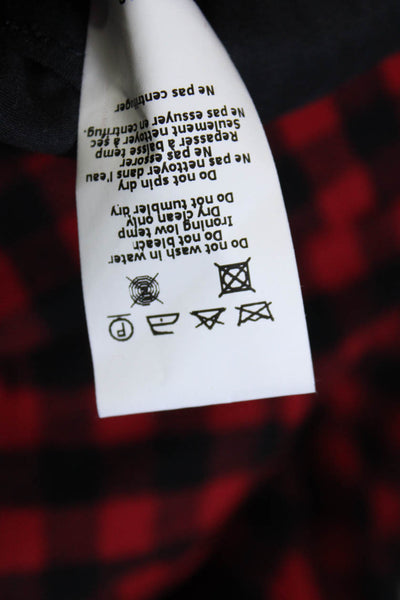 P
Do not wash in water
Do not bleach
Ironing low temp
Dry clean only
Do not tumbler dry
Do not spin dry
Ne pas nettoyer dans l'eau
Ne pas essorer
Repasser à baisse temp
Seulement nettoyer à sec
Ne pas essuyer en centrifug.
Ne pas centrifuger